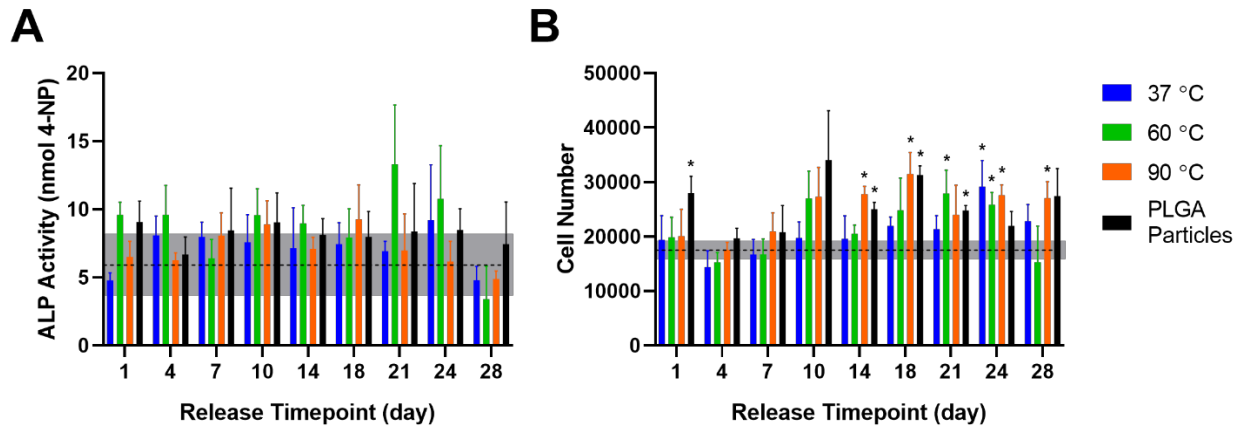 A
ALP Activity (nmol 4-NP)
20
15
10
5
0
1 4 7 10 14 18 21 24 28
Release Timepoint (day)
B
Cell Number
50000
40000
30000
20000
10000
0
* * * * * * * * * * * *
1 4 7 10 14 18 21 24 28
Release Timepoint (day)
37 °C
60 °C
90 °C
PLGA
Particles